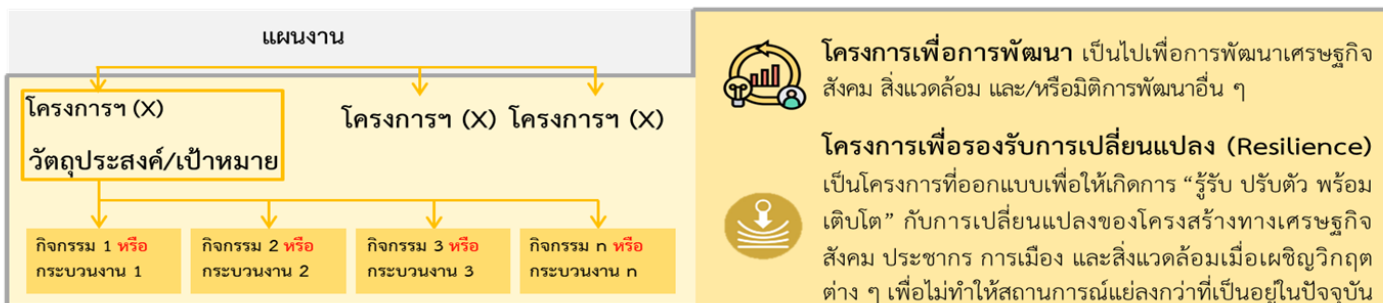 แผนงาน
โครงการฯ (X)
วัตถุประสงค์/เป้าหมาย
โครงการฯ (X)
โครงการฯ (X)
กิจกรรม 1 หรือ
กระบวนงาน 1
กิจกรรม 2 หรือ
กระบวนงาน 2
กิจกรรม 3 หรือ
กระบวนงาน 3
กิจกรรม n หรือ
กระบวนงาน n
โครงการเพื่อการพัฒนา เป็นไปเพื่อการพัฒนาเศรษฐกิจ
สังคม สิ่งแวดล้อม และ/หรือมิติการพัฒนาอื่น ๆ
โครงการเพื่อรองรับการเปลี่ยนแปลง (Resilience)
เป็นโครงการที่ออกแบบเพื่อให้เกิดการ “รู้รับ ปรับตัว พร้อม
เติบโต” กับการเปลี่ยนแปลงของโครงสร้างทางเศรษฐกิจ
สังคม ประชากร การเมือง และสิ่งแวดล้อมเมื่อเผชิญวิกฤต
ต่าง ๆ เพื่อไม่ทำให้สถานการณ์แย่ลงกว่าที่เป็นอยู่ในปัจจุบัน